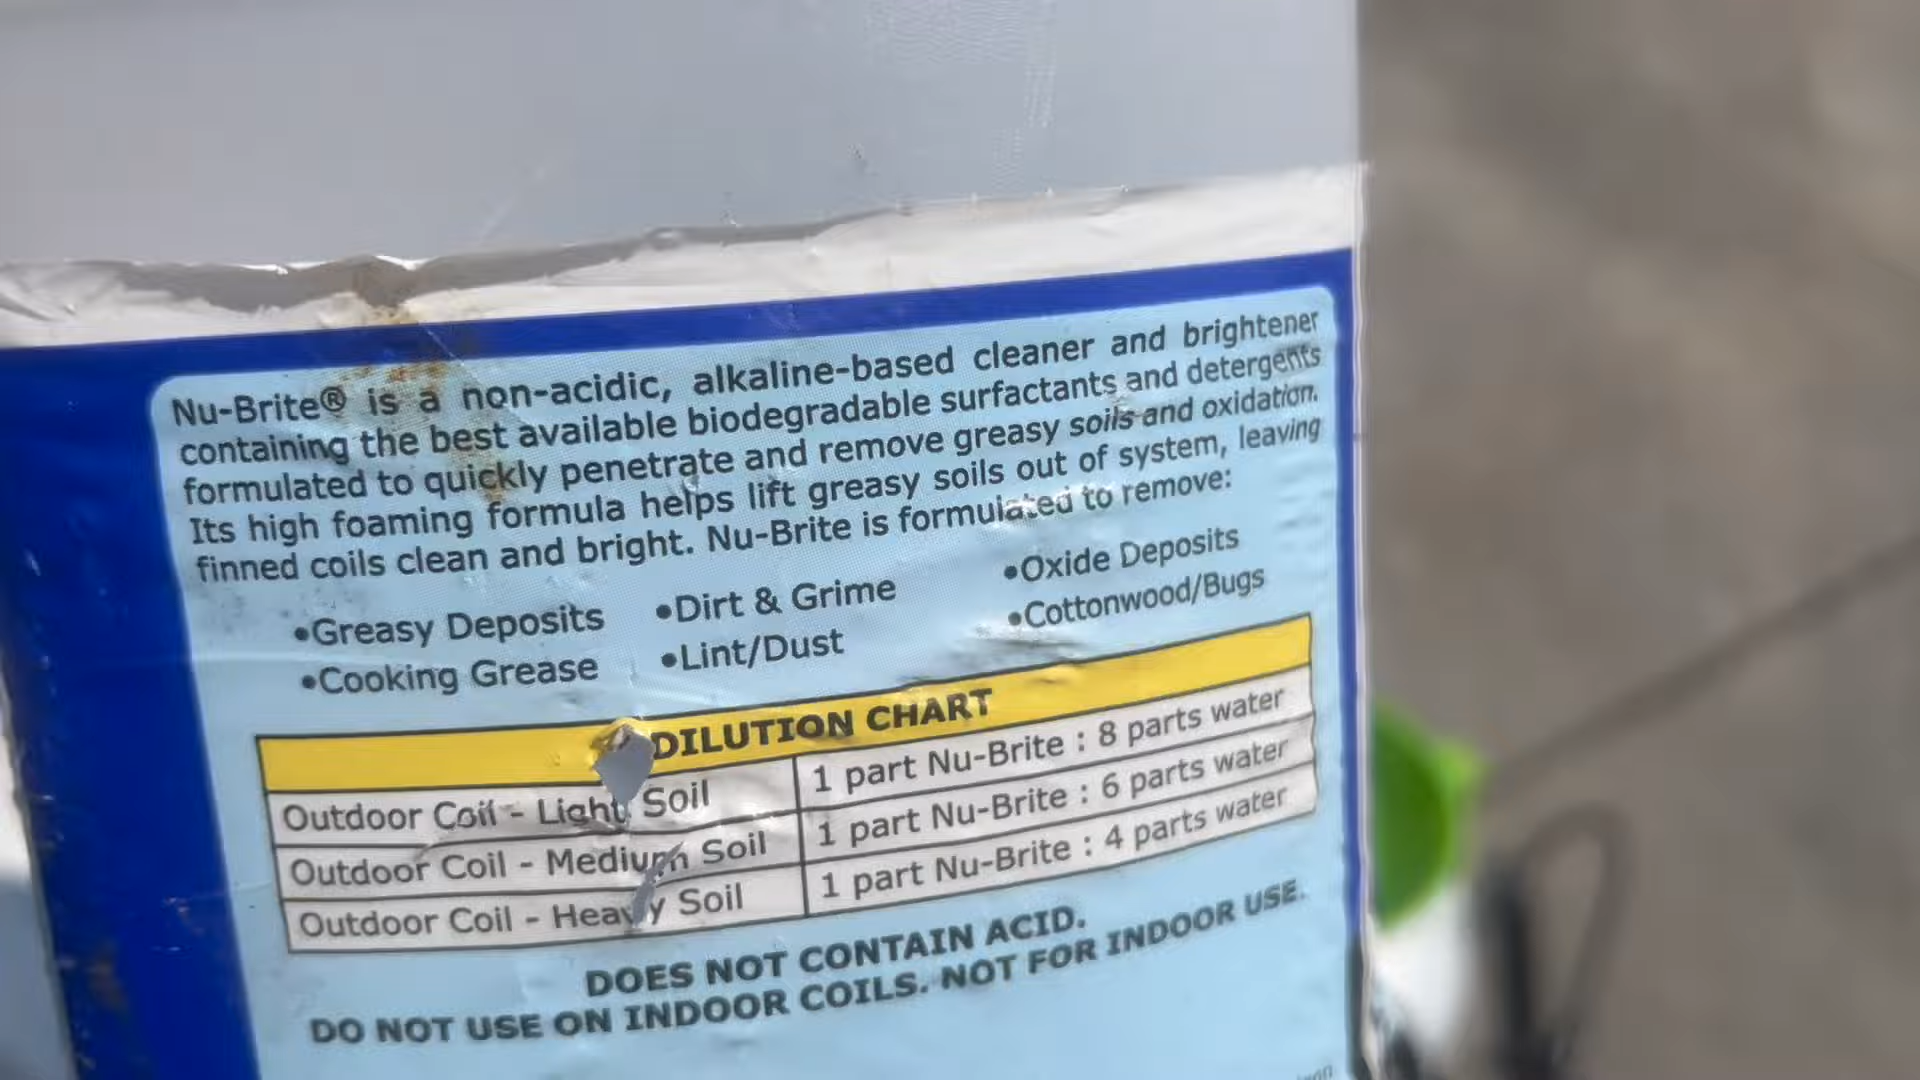 Nu-Brite® is a non-acidic, alkaline-based cleaner and brightener
containing the best available biodegradable surfactants and detergents
formulated to quickly penetrate and remove greasy soils and oxidation.
Its high foaming formula helps lift greasy soils out of system, leaving
finned coils clean and bright. Nu-Brite is formulated to remove:
•Greasy Deposits •Dirt & Grime •Oxide Deposits
•Cooking Grease •Lint/Dust •Cottonwood/Bugs
DILUTION CHART
Outdoor Coil - Light Soil 1 part Nu-Brite : 8 parts water
Outdoor Coil - Medium Soil 1 part Nu-Brite : 6 parts water
Outdoor Coil - Heavy Soil 1 part Nu-Brite : 4 parts water
DOES NOT CONTAIN ACID.
DO NOT USE ON INDOOR COILS. NOT FOR INDOOR USE.